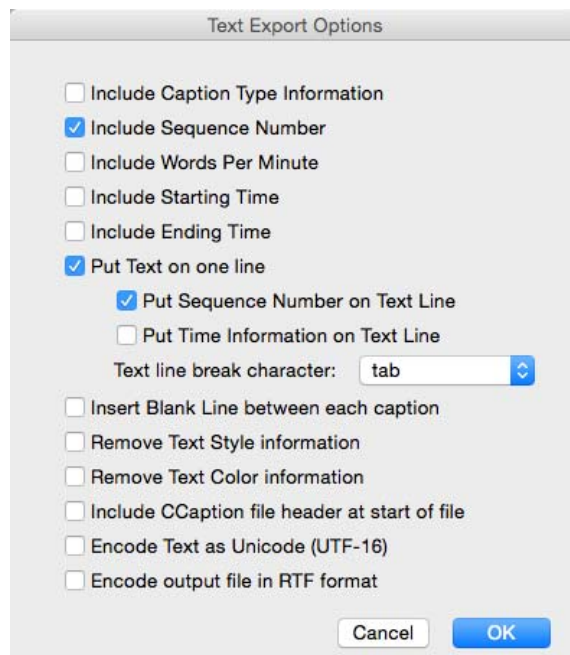 Text Export Options
Include Caption Type Information
Include Sequence Number
Include Words Per Minute
Include Starting Time
Include Ending Time
Put Text on one line
Put Sequence Number on Text Line
Put Time Information on Text Line
Text line break character: tab
Insert Blank Line between each caption
Remove Text Style information
Remove Text Color information
Include CCaption file header at start of file
Encode Text as Unicode (UTF-16)
Encode output file in RTF format
Cancel OK